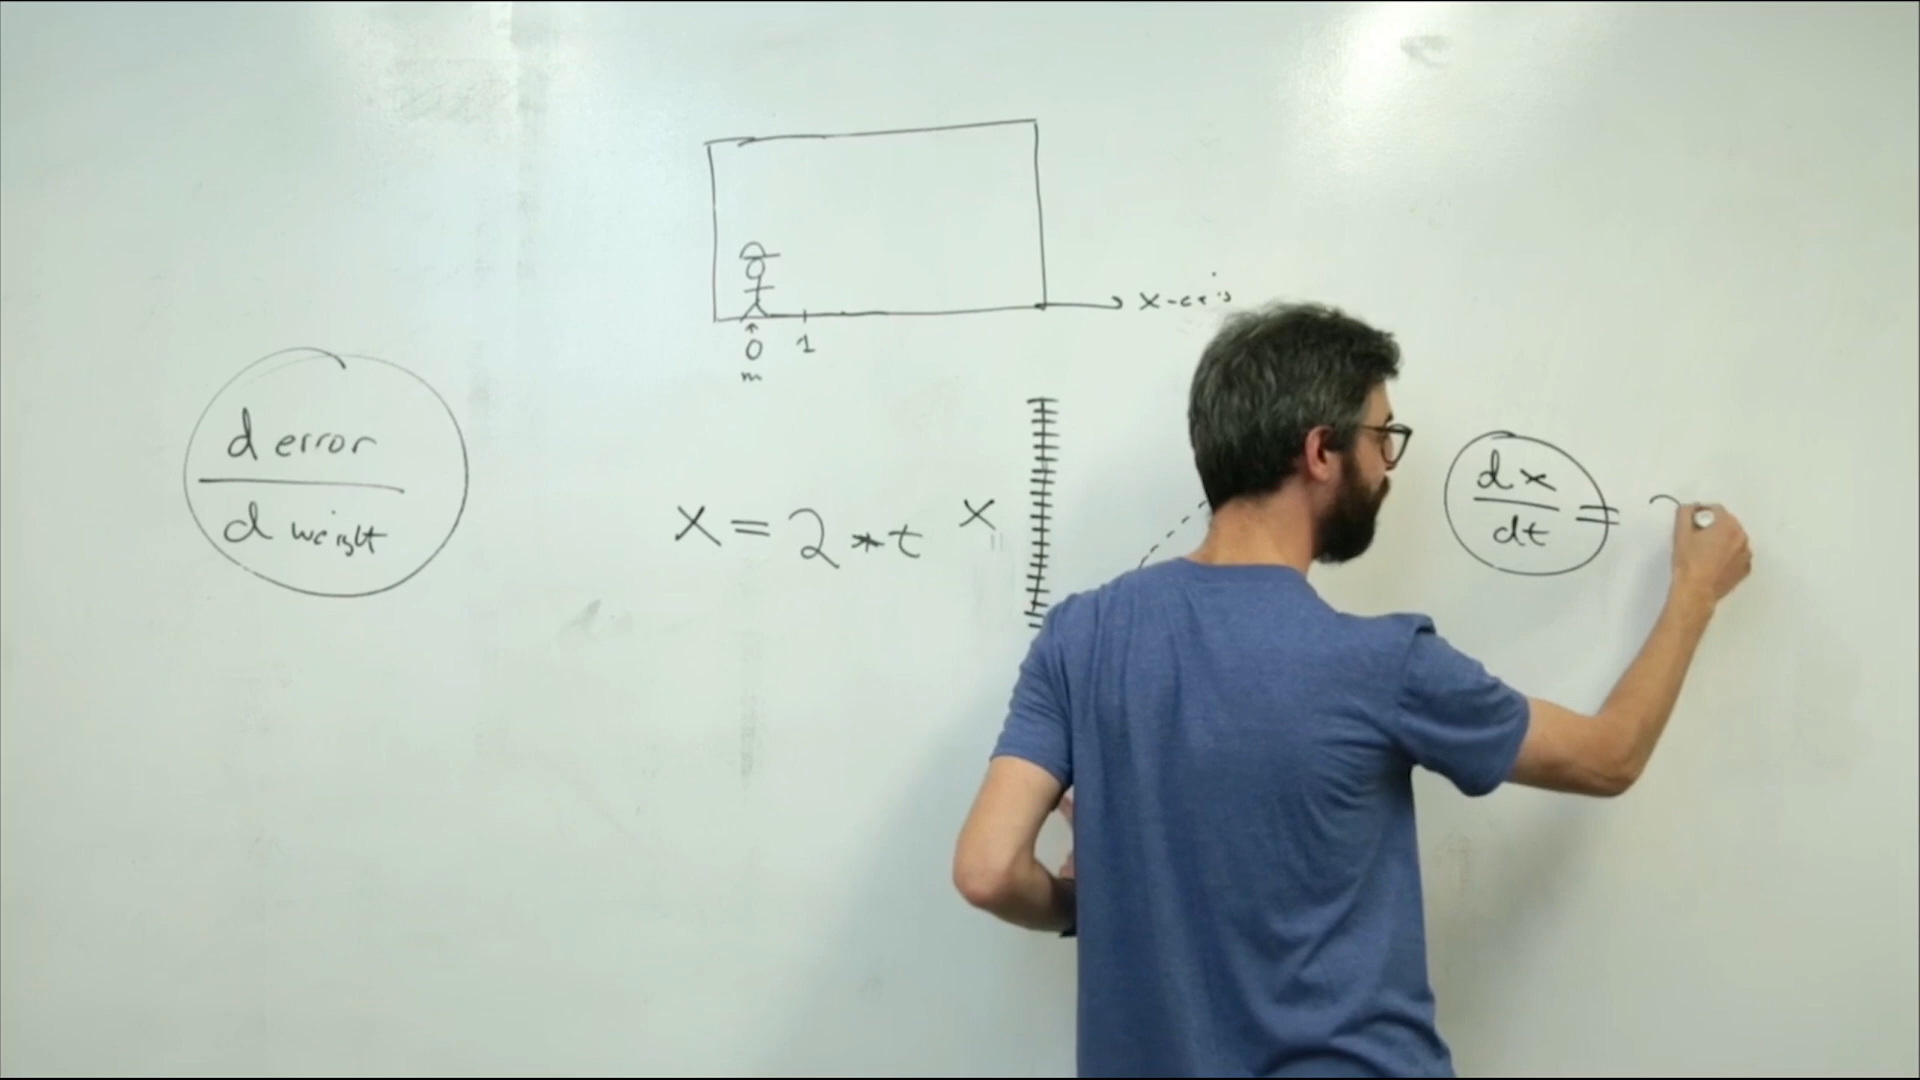 x-axis
0 1
m
d error
d weight
x = 2 * t
x
dx
dt
=